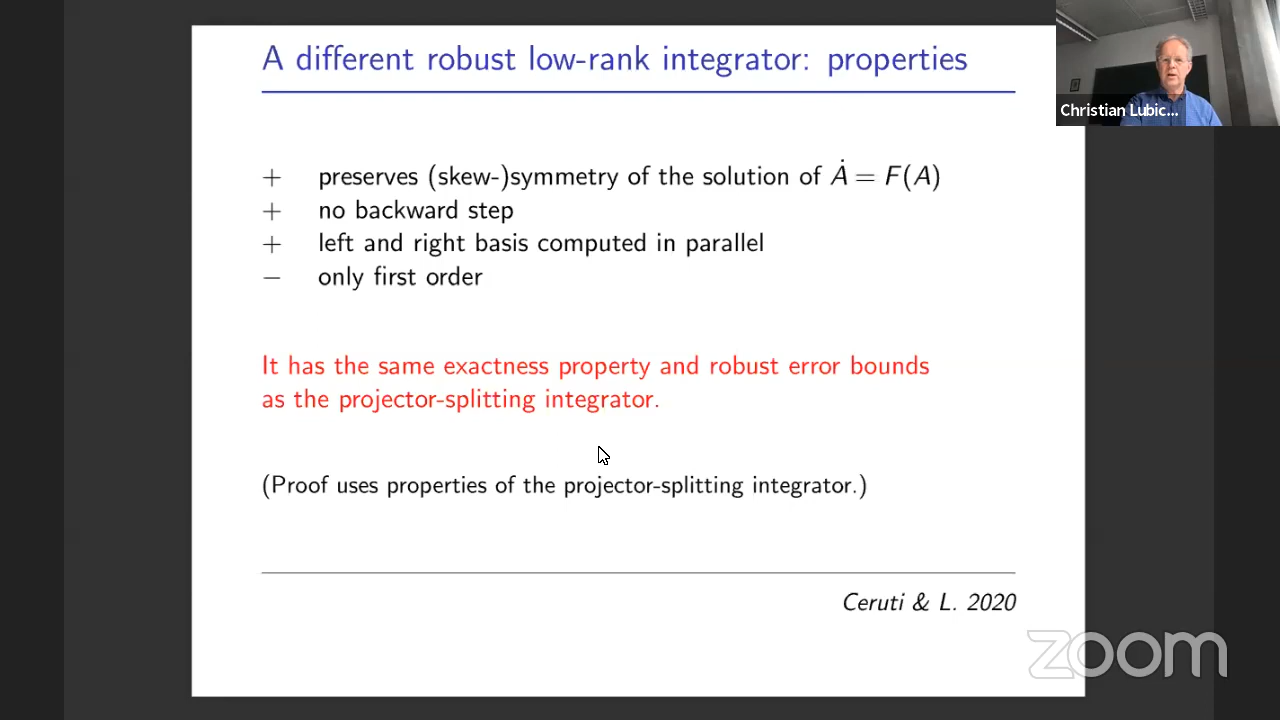 A different robust low-rank integrator: properties
Christian Lubic...
+ preserves (skew-)symmetry of the solution of Ȧ = F(A)
+ no backward step
+ left and right basis computed in parallel
− only first order
It has the same exactness property and robust error bounds
as the projector-splitting integrator.
(Proof uses properties of the projector-splitting integrator.)
Ceruti & L. 2020
zoom